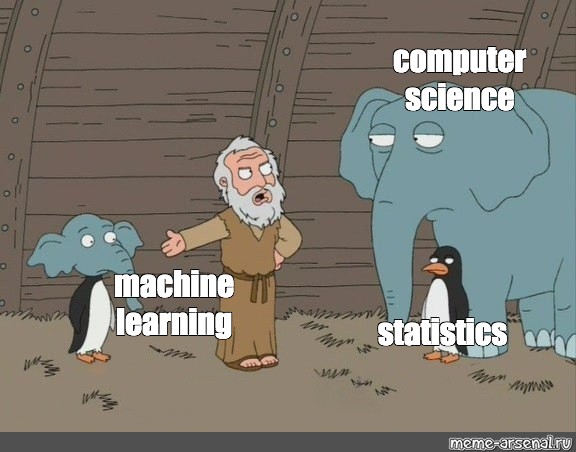 computer
science
machine
learning
statistics
meme-arsenal.ru